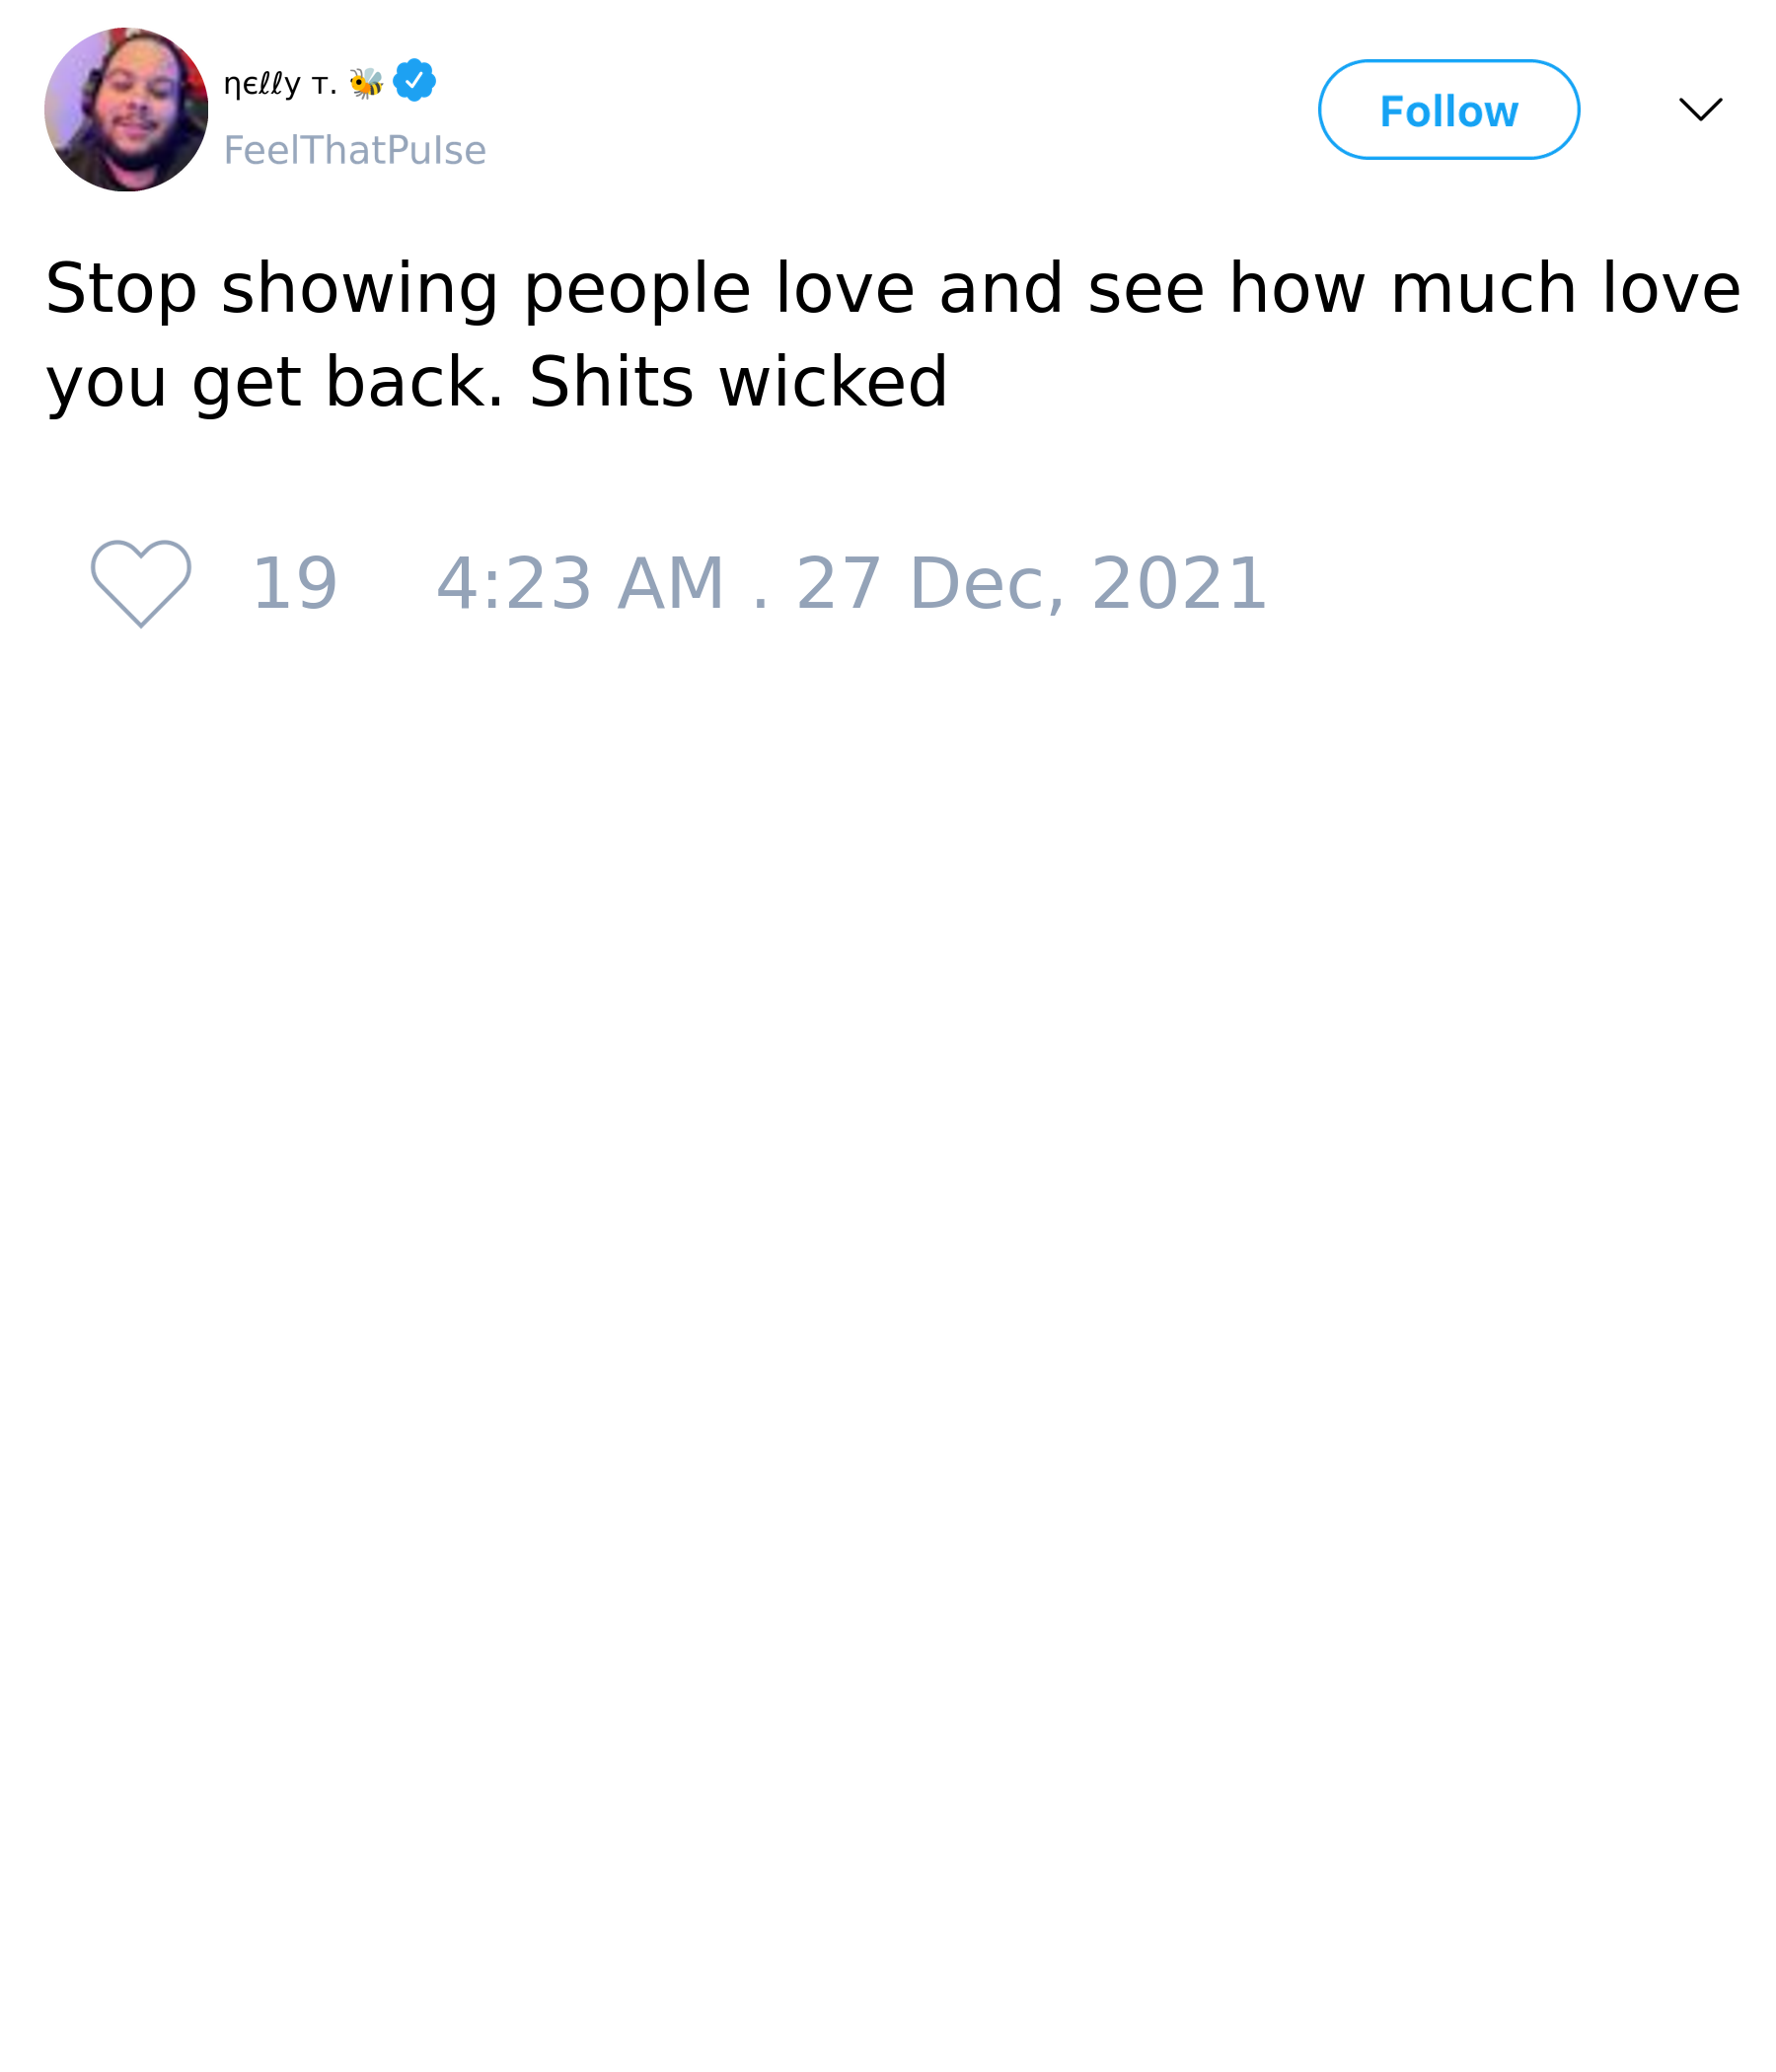 ηєℓℓy т. 🐝
FeelThatPulse
Follow
Stop showing people love and see how much love
you get back. Shits wicked
19 4:23 AM . 27 Dec, 2021